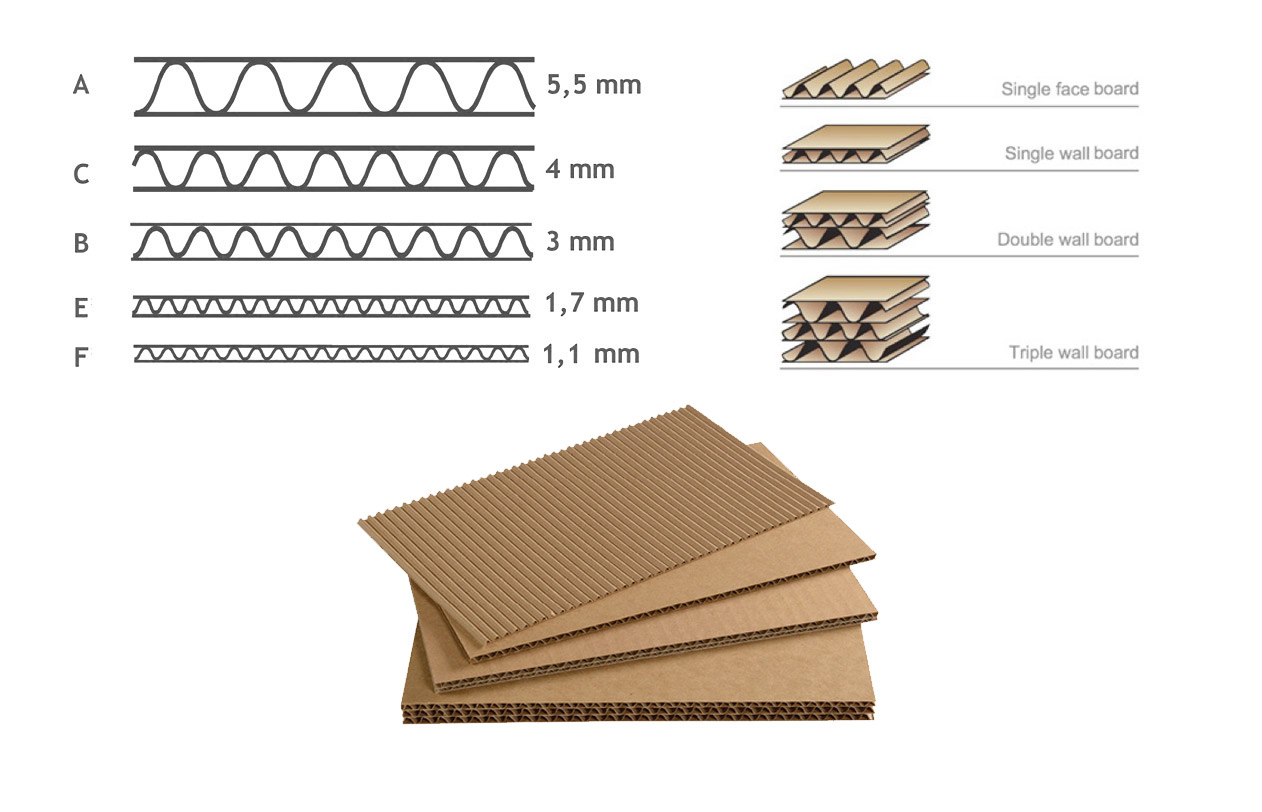 A 5,5 mm
C 4 mm
B 3 mm
E 1,7 mm
F 1,1 mm
Single face board
Single wall board
Double wall board
Triple wall board